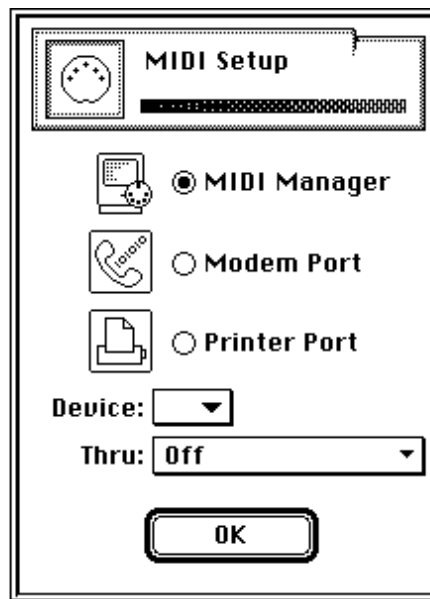 MIDI Setup
MIDI Manager
Modem Port
Printer Port
Device:
Thru: Off
OK